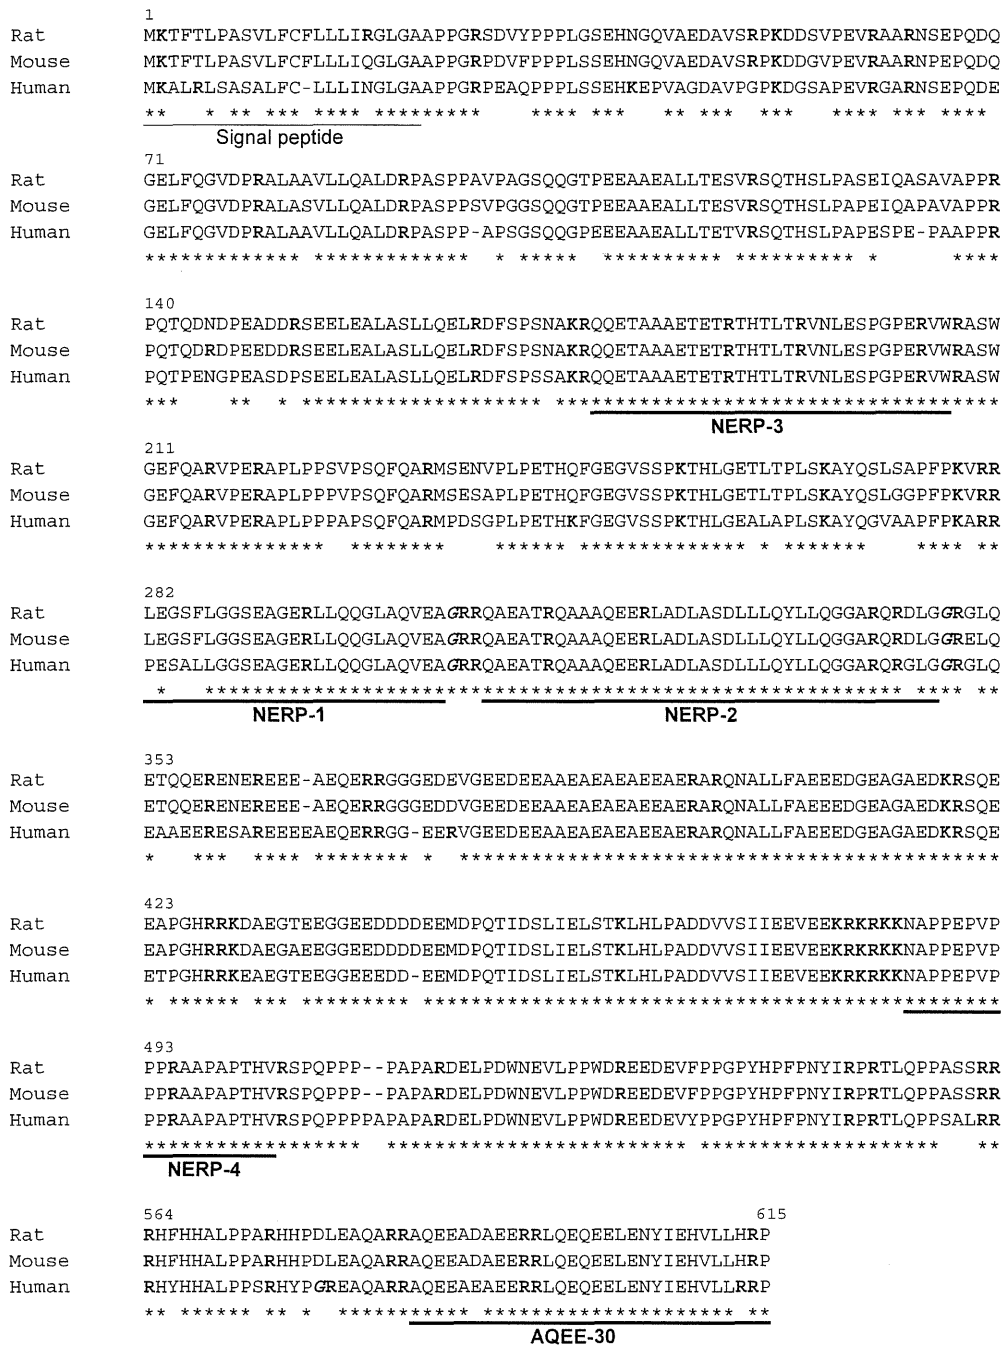 1
Rat MKTFTLPASVLFCFLLLIRGLGAAPPGRSDVYPPPLGSEHNGQVAEDAVSRPKDDSVPEVRAARNSEPQDQ
Mouse MKTFTLPASVLFCFLLLIQGLGAAPPGRPDVFPPPLSSEHNGQVAEDAVSRPKDDGVPEVRAARNPEPQDQ
Human MKALRLSASALFC-LLLINGLGAAPPGRPEAQPPPLSSEHKEPVAGDAVPGPKDGSAPEVRGARNSEPQDE
** * ** *** **** ********* **** *** ** *** **** ** *****
Signal peptide
71
Rat GELFQGVDPRALAAVLLQALDRPASPPAVPAGSQQGTPEEAAEALLTESVRSQTHSLPASEIQASAVAPPR
Mouse GELFQGVDPRALASVLLQALDRPASPPSVPGGSQQGTPEEAAEALLTESVRSQTHSLPAPEIQAPAVAPPR
Human GELFQGVDPRALAAVLLQALDRPASPP-APSGSQQGPEEEAAEALLTETVRSQTHSLPAPESPE-PAAPPR
************* ************* * ***** ********** ********** * ****
140
Rat PQTQDNDPEADDRSEELEALASLLQELRDFSPSNAKRQQETAAAETETRTHTLTRVNLESPGPERVWRASW
Mouse PQTQDRDPEEDDRSEELEALASLLQELRDFSPSNAKRQQETAAAETETRTHTLTRVNLESPGPERVWRASW
Human PQTPENGPEASDPSEELEALASLLQELRDFSPSSAKRQQETAAAETETRTHTLTRVNLESPGPERVWRASW
*** ** * ******************** *************************************
NERP-3
211
Rat GEFQARVPERAPLPPSVPSQFQARMSENVPLPETHQFGEGVSSPKTHLGETLTPLSKAYQSLSAPFPKVRR
Mouse GEFQARVPERAPLPPPVPSQFQARMSESAPLPETHQFGEGVSSPKTHLGETLTPLSKAYQSLGGPFPKVRR
Human GEFQARVPERAPLPPPAPSQFQARMPDSGPLPETHKFGEGVSSPKTHLGEALAPLSKAYQGVAAPFPKARR
*************** ********* ****** ************* * ******* **** **
282
Rat LEGSFLGGSEAGERLLQQGLAQVEAGRRQAEATRQAAAQEERLADLASDLLLQYLLQGGARQRDLGGRGLQ
Mouse LEGSFLGGSEAGERLLQQGLAQVEAGRRQAEATRQAAAQEERLADLASDLLLQYLLQGGARQRDLGGRELQ
Human PESALLGGSEAGERLLQQGLAQVEAGRRQAEATRQAAAQEERLADLASDLLLQYLLQGGARQRGLGGRGLQ
* ********************************************************** **** **
NERP-1 NERP-2
353
Rat ETQQERENEREEE-AEQERRGGGEDEVGEEDEEAAEAEAEAEEAERARQNALLFAEEEDGEAGAEDKRSQE
Mouse ETQQERENEREEE-AEQERRGGGEDDVGEEDEEAAEAEAEAEEAERARQNALLFAEEEDGEAGAEDKRSQE
Human EAAEERESAREEEEAEQERRGG-EERVGEEDEEAAEAEAEAEEAERARQNALLFAEEEDGEAGAEDKRSQE
* *** **** ******** * *********************************************
423
Rat EAPGHRRKDAEGTEEGGEEDDDDEEMDPQTIDSLIELSTKLHLPADDVVSIIEEVEEKRKRKKNAPPEPVP
Mouse EAPGHRRKDAEGAEEGGEEDDDDEEMDPQTIDSLIELSTKLHLPADDVVSIIEEVEEKRKRKKNAPPEPVP
Human ETPGHRRKEAEGTEEGGEEEDD-EEMDPQTIDSLIELSTKLHLPADDVVSIIEEVEEKRKRKKNAPPEPVP
* ****** *** ********* ************************************************
493
Rat PPRAAPAPTHVRSPQPPP--PAPARDELPDWNEVLPPWDREEDEVFPPGPYHPFPNYIRPRTLQPPASSRR
Mouse PPRAAPAPTHVRSPQPPP--PAPARDELPDWNEVLPPWDREEDEVFPPGPYHPFPNYIRPRTLQPPASSRR
Human PPRAAPAPTHVRSPQPPPPAPAPARDELPDWNEVLPPWDREEDEVYPPGPYHPFPNYIRPRTLQPPSALRR
****************** ************************* ******************** **
NERP-4
564 615
Rat RHFHHALPPARHHPDLEAQARRAQEEADAEERRLQEQEELENYIEHVLLHRP
Mouse RHFHHALPPARHHPDLEAQARRAQEEADAEERRLQEQEELENYIEHVLLHRP
Human RHYHHALPPSRHYPGREAQARRAQEEAEAEERRLQEQEELENYIEHVLLRRP
** ****** ** * *********** ********************* **
AQEE-30